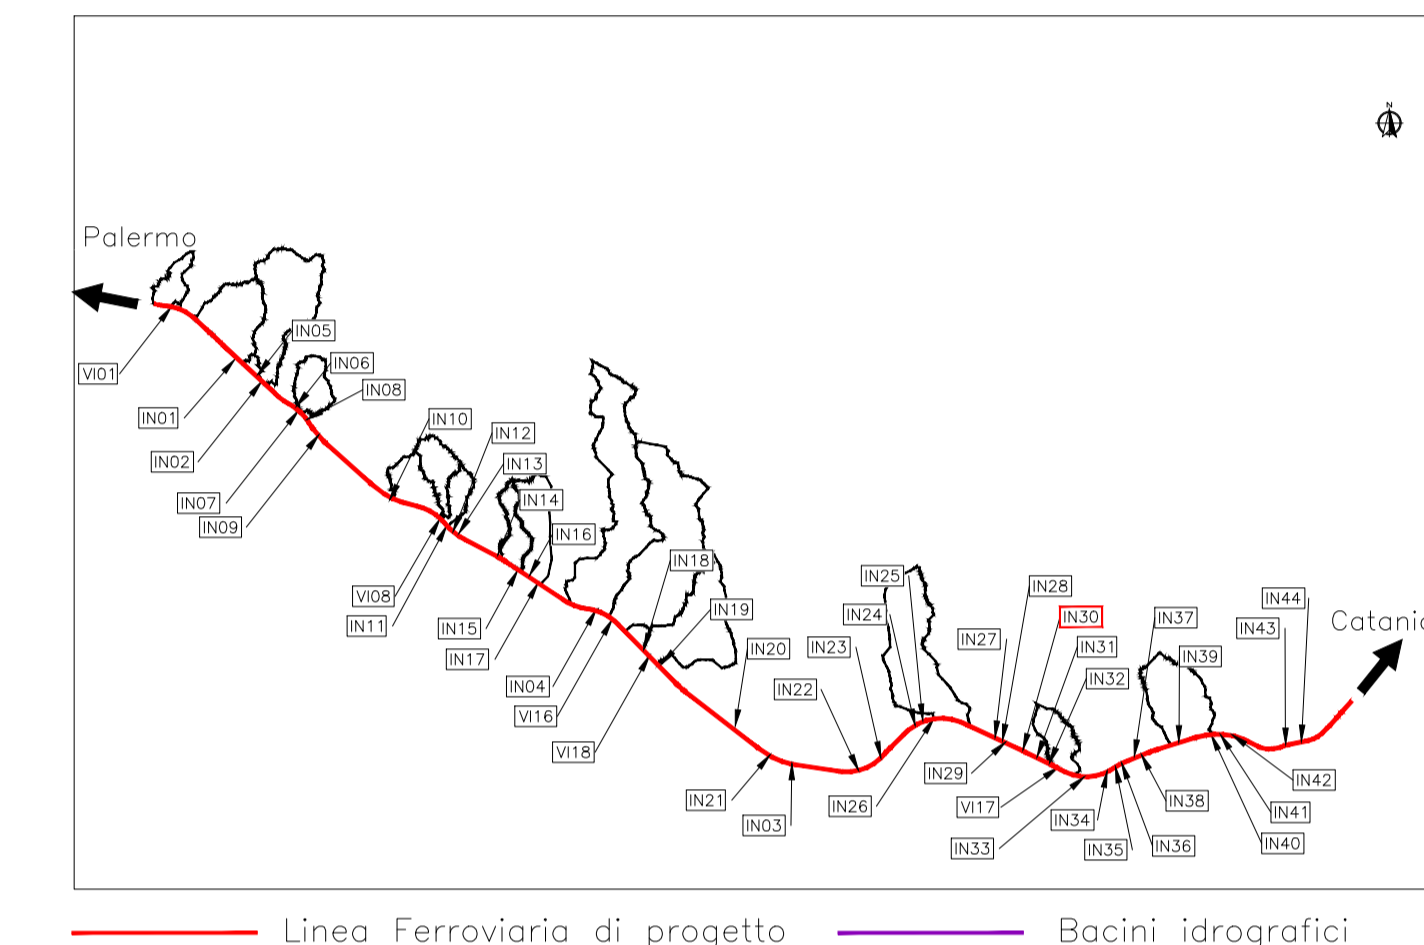 N
Palermo
VI01
IN05
IN06
IN08
IN01
IN02
IN07
IN09
IN10
IN12
IN13
IN14
IN16
VI08
IN11
IN15
IN17
IN04
VI16
VI18
IN18
IN19
IN20
IN22
IN23
IN24
IN25
IN21
IN03
IN26
IN27
IN28
IN30
IN31
IN32
IN29
VI17
IN33
IN34
IN35
IN36
IN37
IN39
IN38
IN40
IN41
IN42
IN43
IN44
Catania
Linea Ferroviaria di progetto
Bacini idrografici